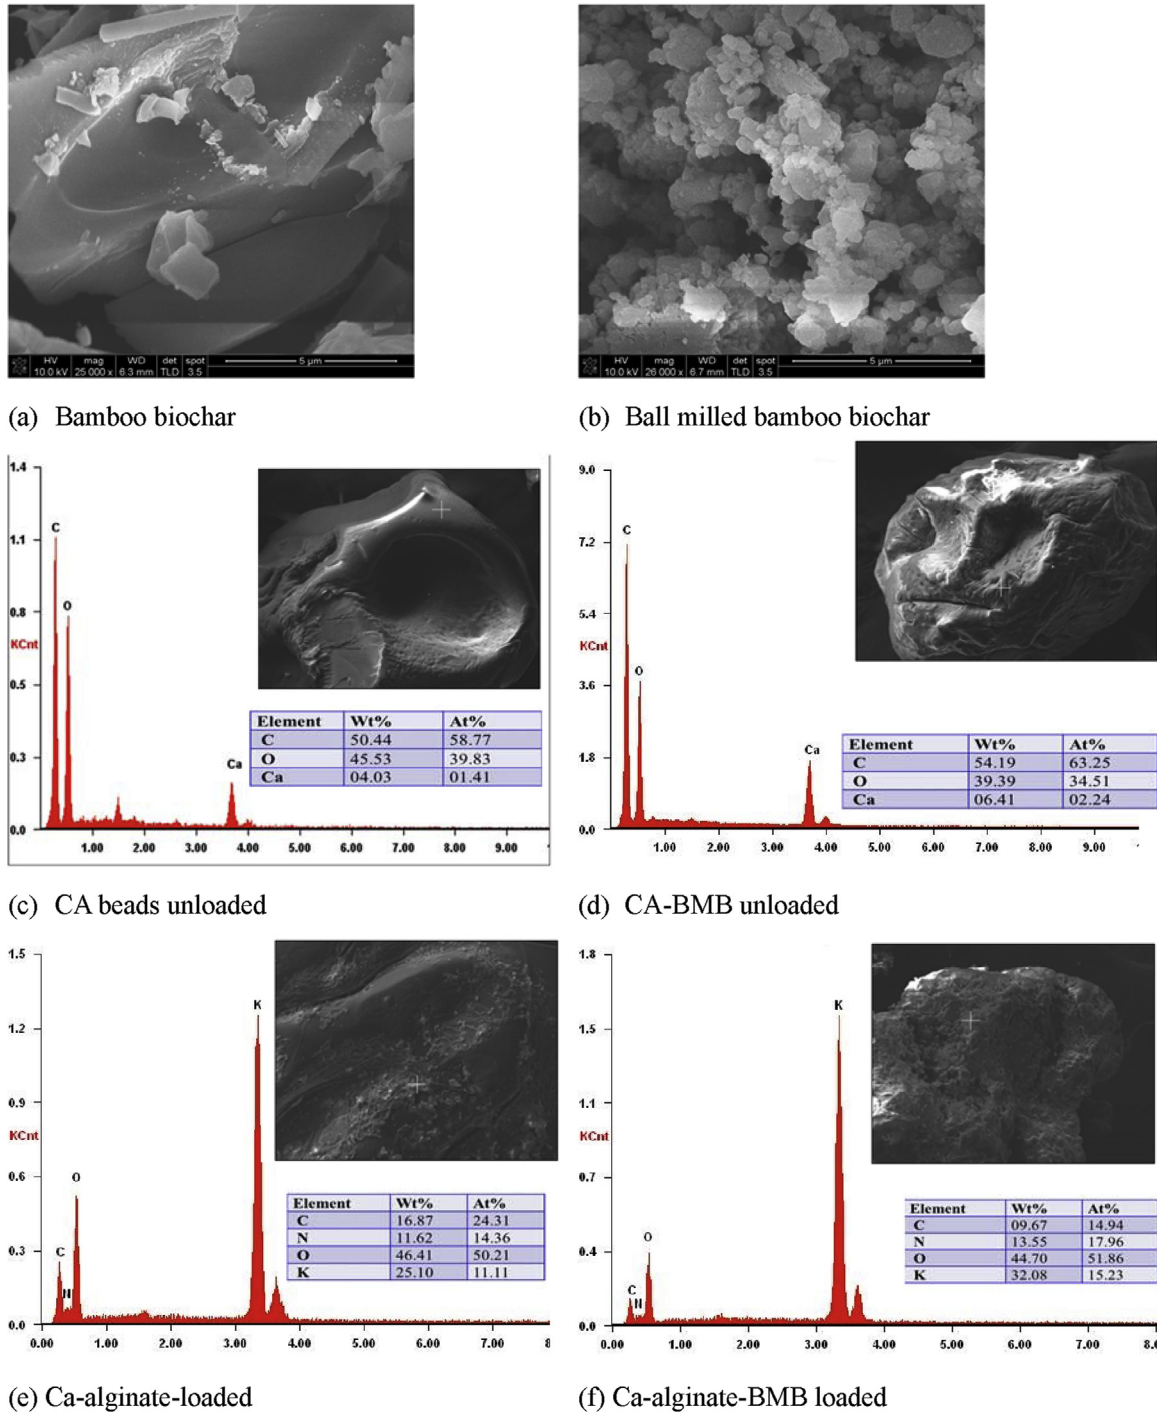 HV mag WD det spot 5 µm
10.0 kV 25 000 x 6.3 mm TLD 3.5
HV mag WD det spot 5 µm
10.0 kV 26 000 x 6.7 mm TLD 3.5
(a) Bamboo biochar
(b) Ball milled bamboo biochar
1.4
1.1
0.8
KCnt
0.5
0.3
0.0
C
O
Ca
1.00 2.00 3.00 4.00 5.00 6.00 7.00 8.00 9.00
Element Wt% At%
C 50.44 58.77
O 45.53 39.83
Ca 04.03 01.41
9.0
7.2
5.4
KCnt
3.6
1.8
0.0
C
O
Ca
1.00 2.00 3.00 4.00 5.00 6.00 7.00 8.00 9.00
Element Wt% At%
C 54.19 63.25
O 39.39 34.51
Ca 06.41 02.24
(c) CA beads unloaded
(d) CA-BMB unloaded
1.5
1.2
0.9
KCnt
0.6
0.3
0.0
C
N
O
K
0.00 1.00 2.00 3.00 4.00 5.00 6.00 7.00 8
Element Wt% At%
C 16.87 24.31
N 11.62 14.36
O 46.41 50.21
K 25.10 11.11
1.8
1.5
1.1
KCnt
0.7
0.4
0.0
C
N
O
K
0.00 1.00 2.00 3.00 4.00 5.00 6.00 7.00 8.0
Element Wt% At%
C 09.67 14.94
N 13.55 17.96
O 44.70 51.86
K 32.08 15.23
(e) Ca-alginate-loaded
(f) Ca-alginate-BMB loaded